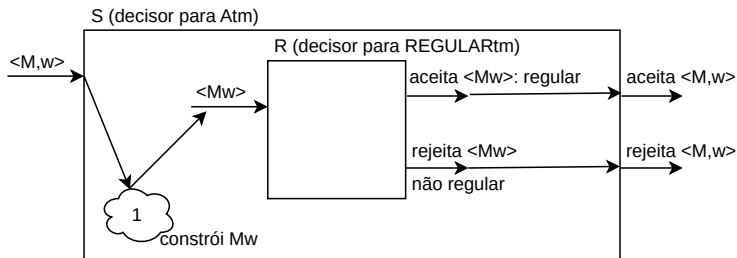 S (decisor para Atm)
R (decisor para REGULARtm)
<M,w>
<Mw>
aceita <Mw>: regular
aceita <M,w>
rejeita <Mw>
não regular
rejeita <M,w>
1
constrói Mw